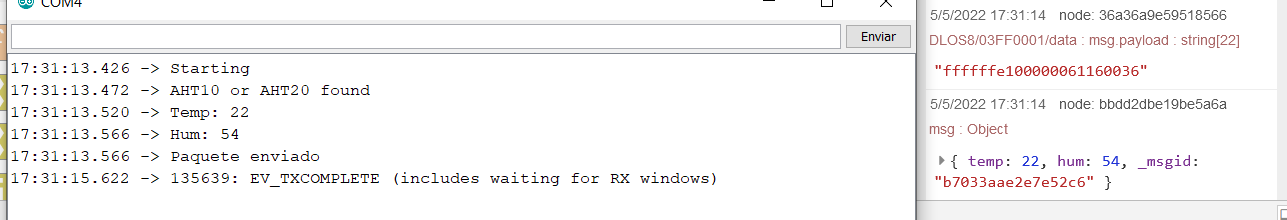 COM4
Enviar
17:31:13.426 -> Starting
17:31:13.472 -> AHT10 or AHT20 found
17:31:13.520 -> Temp: 22
17:31:13.566 -> Hum: 54
17:31:13.566 -> Paquete enviado
17:31:15.622 -> 135639: EV_TXCOMPLETE (includes waiting for RX windows)
5/5/2022 17:31:14 node: 36a36a9e59518566
DLOS8/03FF0001/data : msg.payload : string[22]
"ffffffe100000061160036"
5/5/2022 17:31:14 node: bbdd2dbe19be5a6a
msg : Object
{ temp: 22, hum: 54, _msgid:
"b7033aae2e7e52c6" }